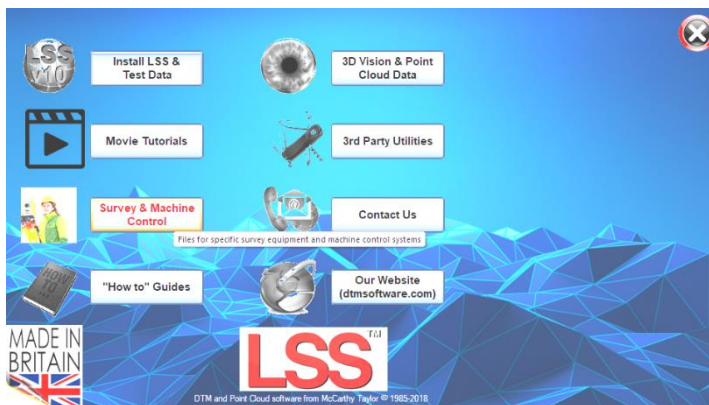 LSS
v10
Install LSS &
Test Data
3D Vision & Point
Cloud Data
Movie Tutorials
3rd Party Utilities
Survey & Machine
Control
Contact Us
Files for specific survey equipment and machine control systems
HOW
TO
"How to" Guides
Our Website
(dtmsoftware.com)
MADE IN
BRITAIN
LSS™
DTM and Point Cloud software from McCarthy Taylor © 1985-2018